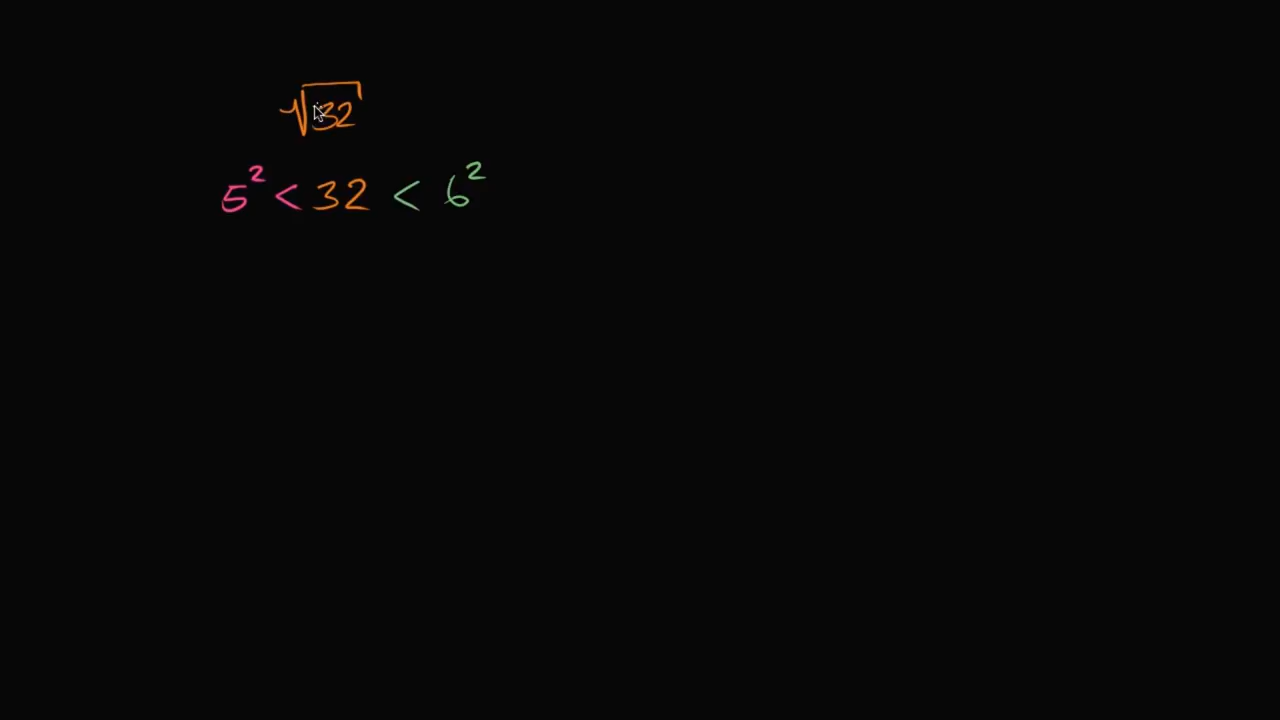 √32
5² < 32 < 6²